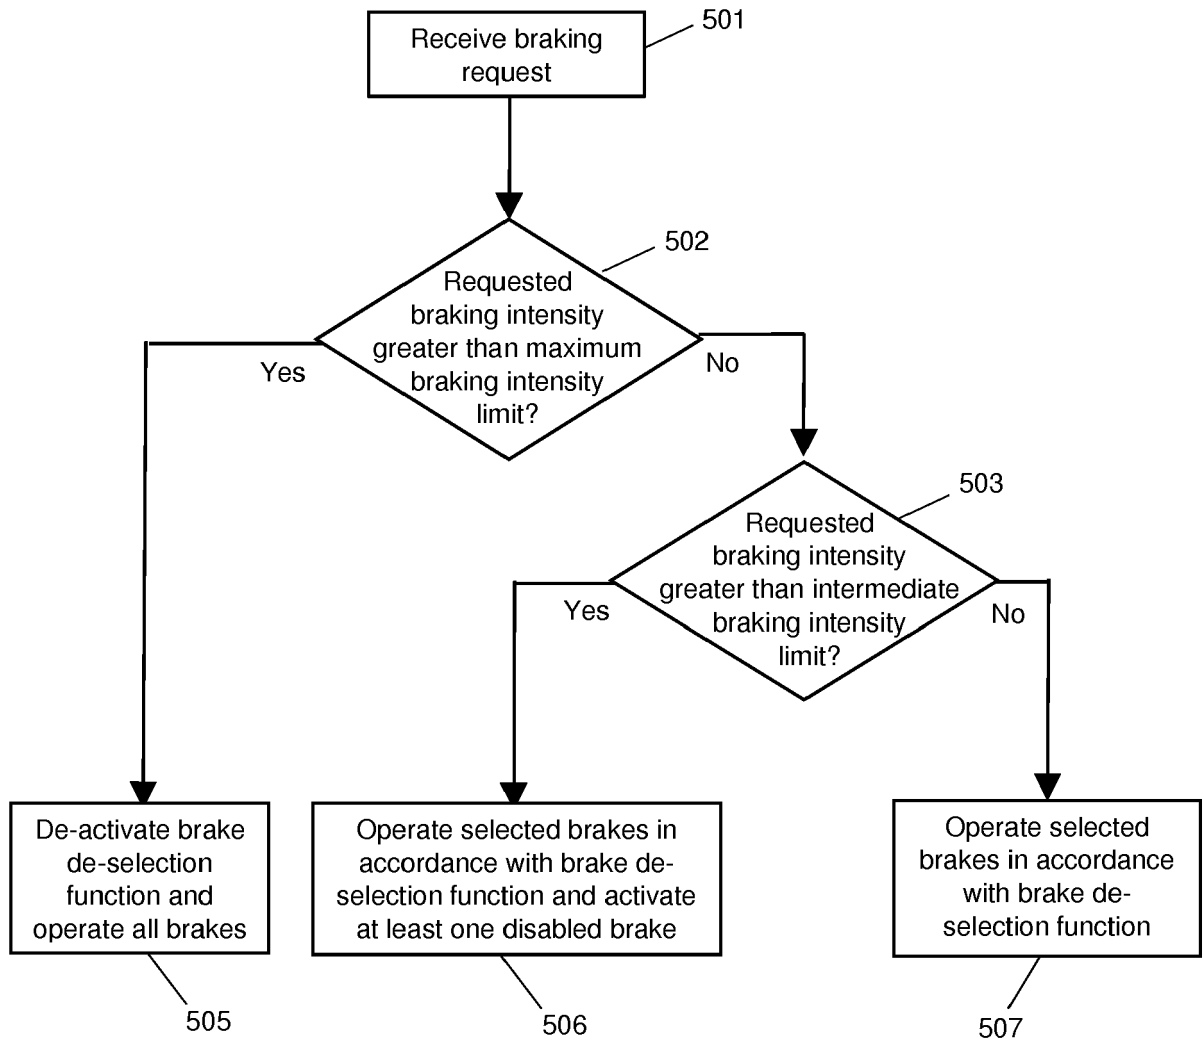 Receive braking
request
501
Requested
braking intensity
greater than maximum
braking intensity
limit?
502
Yes
No
Requested
braking intensity
greater than intermediate
braking intensity
limit?
503
Yes
No
De-activate brake
de-selection
function and
operate all brakes
505
Operate selected brakes in
accordance with brake de-
selection function and activate
at least one disabled brake
506
Operate selected
brakes in accordance
with brake de-
selection function
507